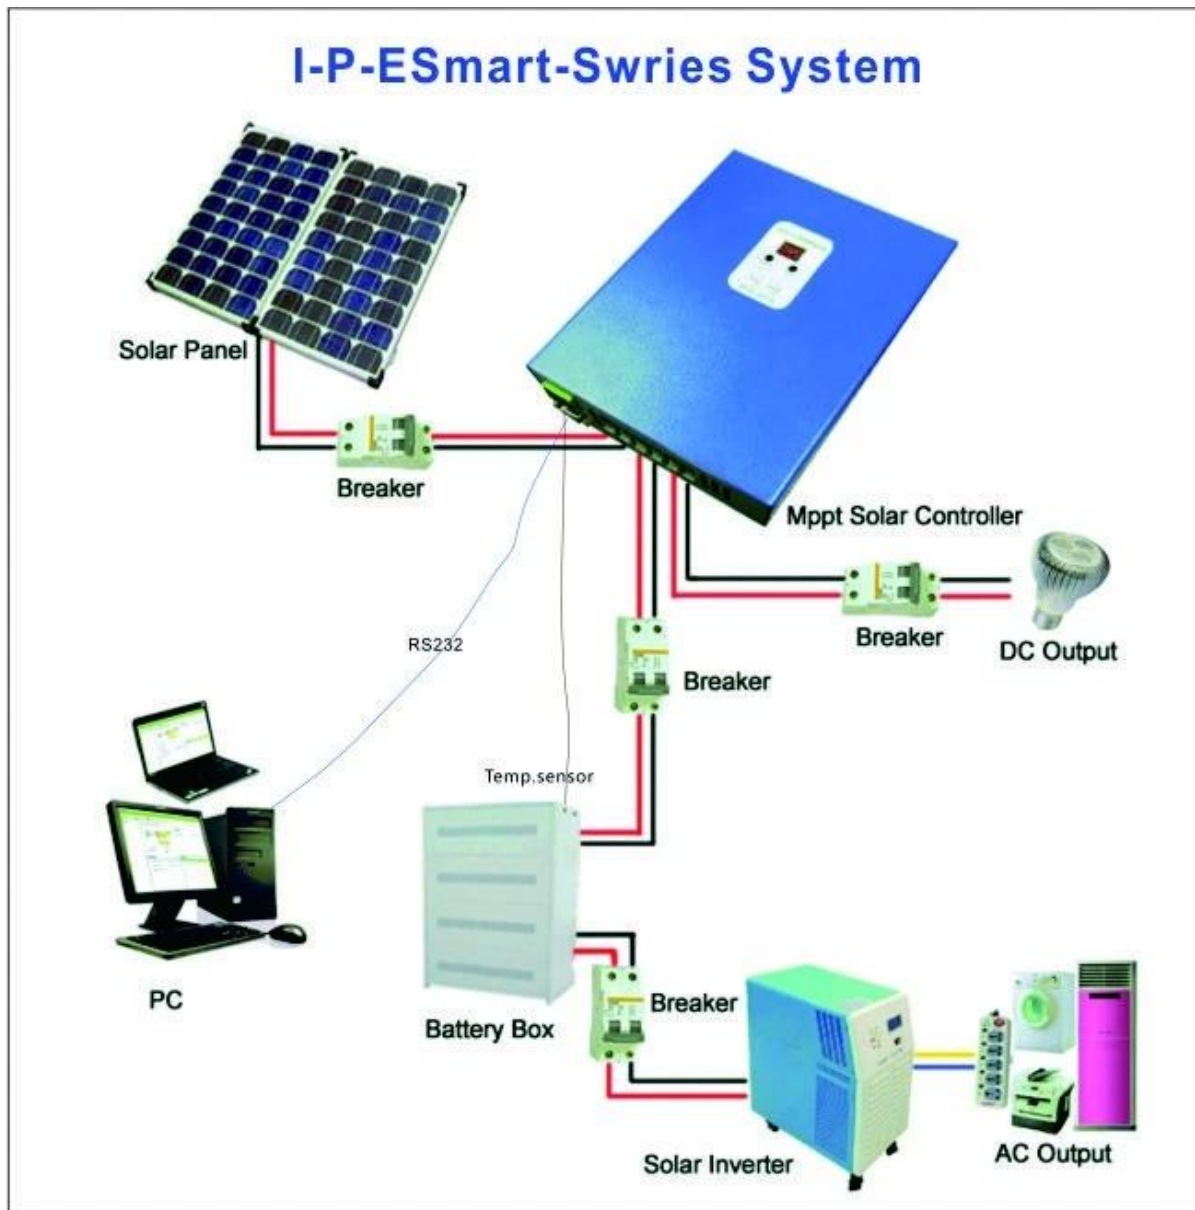 I-P-ESmart-Swries System
Solar Panel
Breaker
Mppt Solar Controller
Breaker
DC Output
RS232
Breaker
Temp.sensor
PC
Battery Box
Breaker
Solar Inverter
AC Output